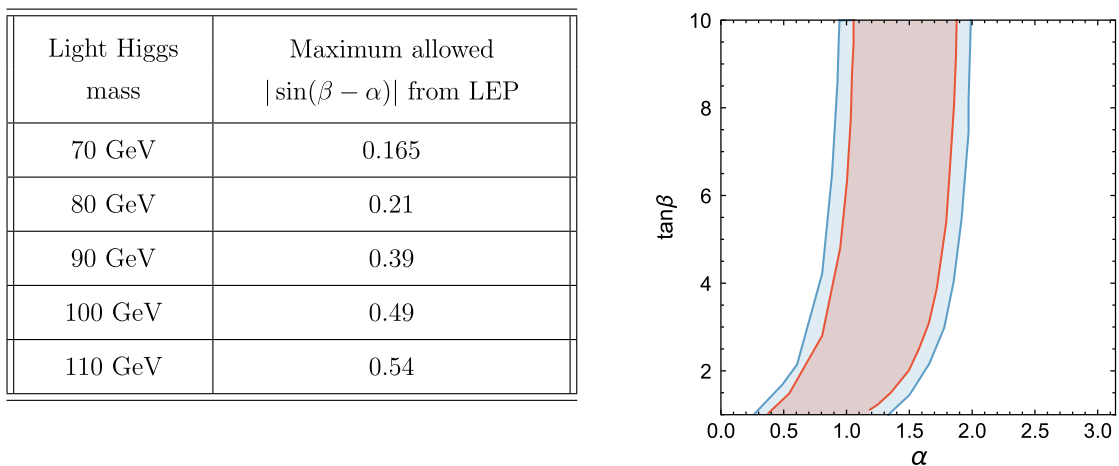 Light Higgs
mass
Maximum allowed
| sin(β − α)| from LEP
70 GeV 0.165
80 GeV 0.21
90 GeV 0.39
100 GeV 0.49
110 GeV 0.54
10
8
6
4
2
tanβ
0.0 0.5 1.0 1.5 2.0 2.5 3.0
α